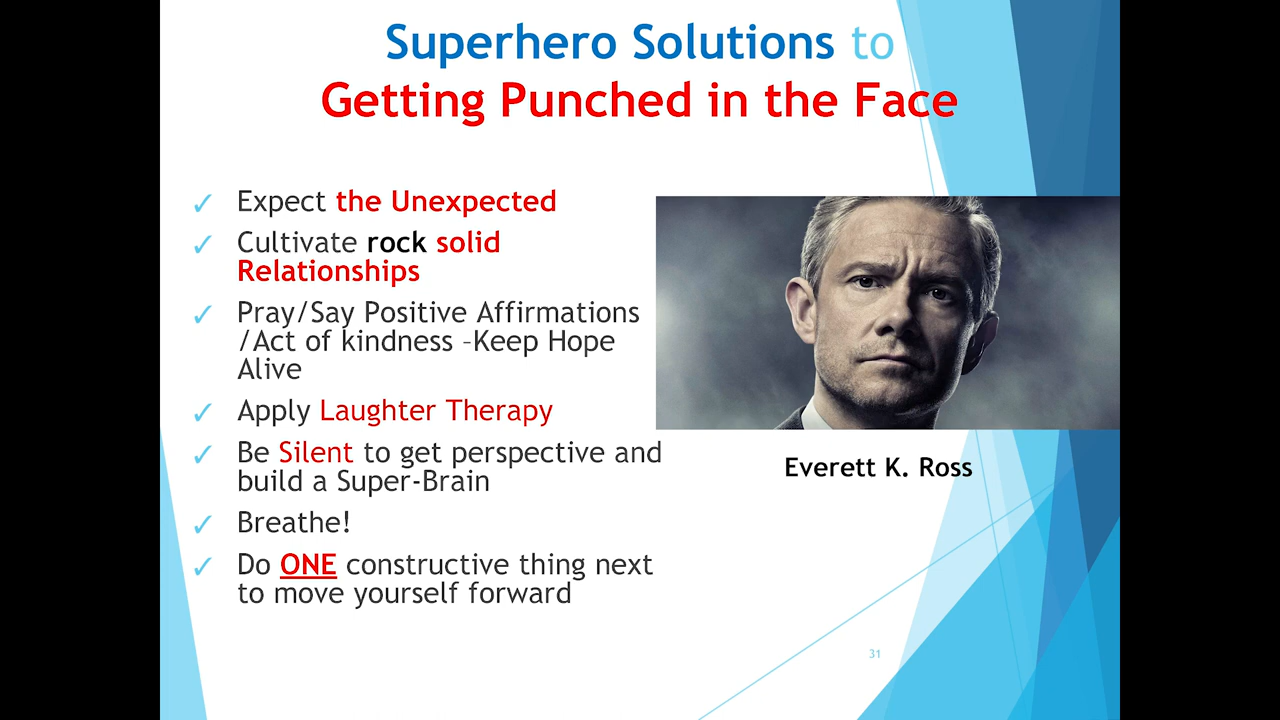 Superhero Solutions to
Getting Punched in the Face
✓ Expect the Unexpected
✓ Cultivate rock solid
Relationships
✓ Pray/Say Positive Affirmations
/Act of kindness –Keep Hope
Alive
✓ Apply Laughter Therapy
✓ Be Silent to get perspective and
build a Super-Brain
✓ Breathe!
✓ Do ONE constructive thing next
to move yourself forward
Everett K. Ross
31